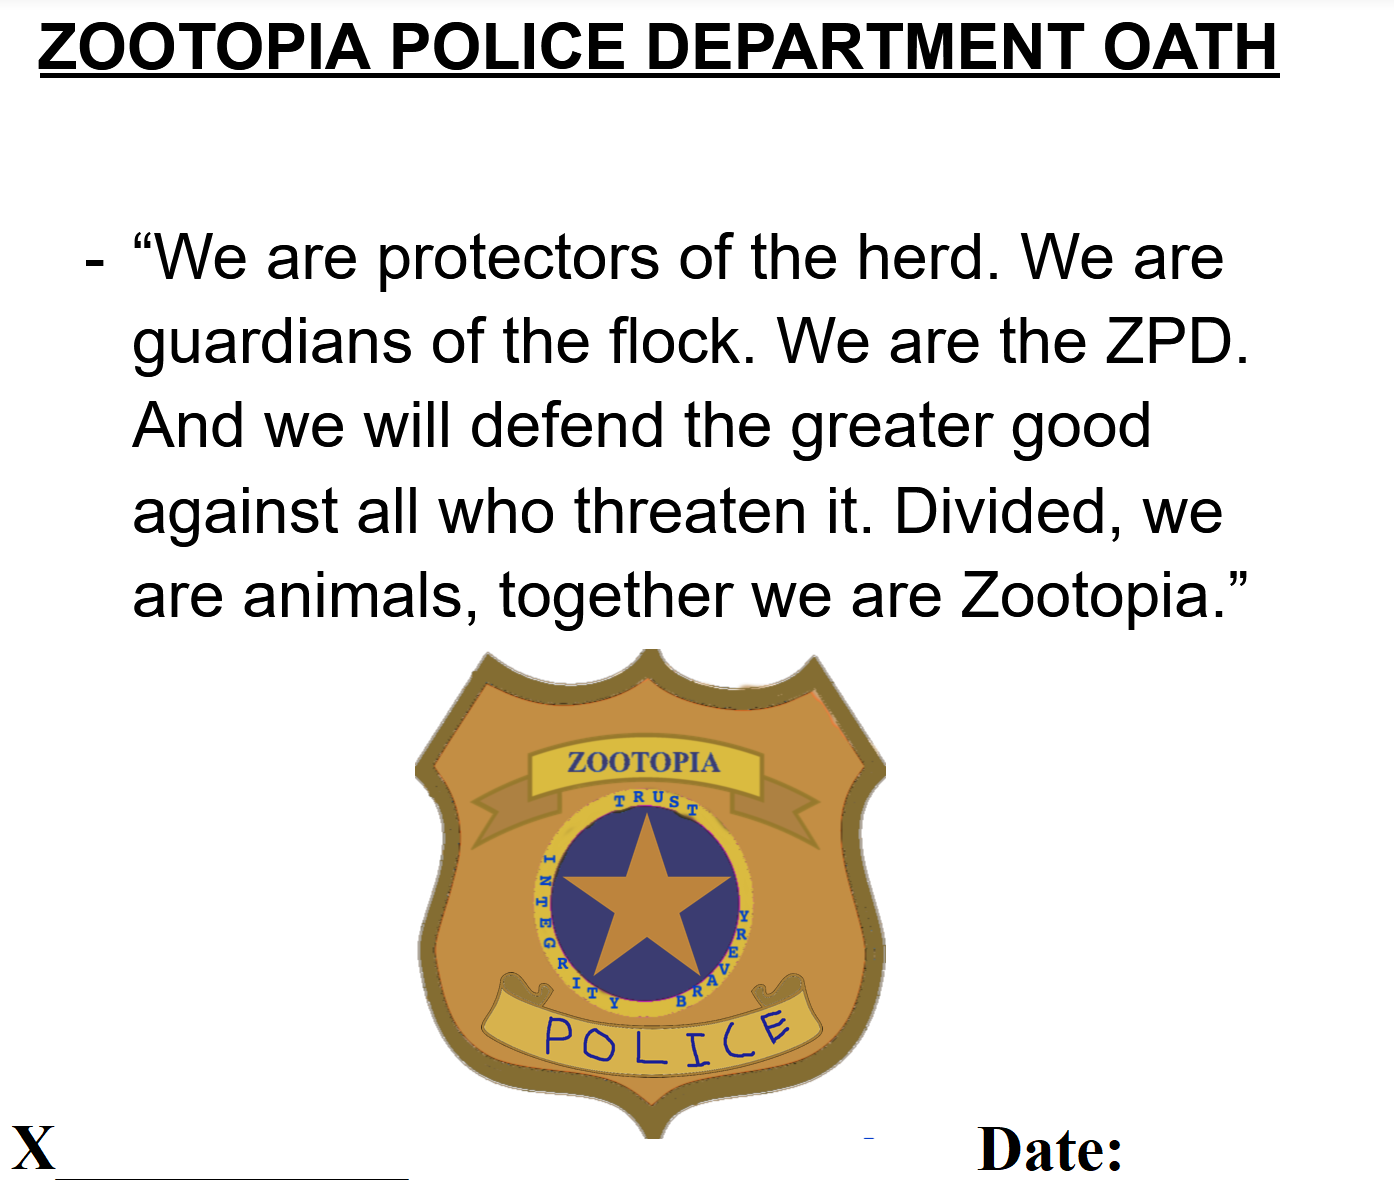 ZOOTOPIA POLICE DEPARTMENT OATH
- “We are protectors of the herd. We are
guardians of the flock. We are the ZPD.
And we will defend the greater good
against all who threaten it. Divided, we
are animals, together we are Zootopia.”
ZOOTOPIA
TRUST
INTEGRITY
BRAVERY
POLICE
X______________ Date: